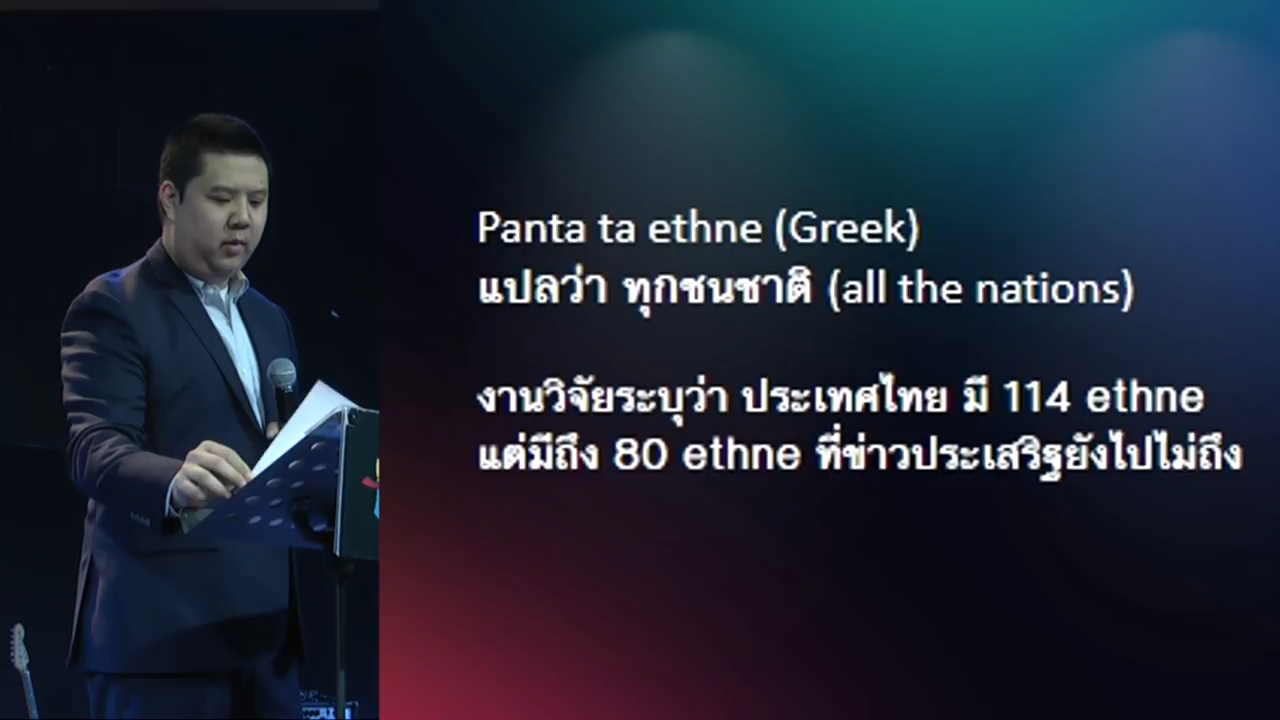 Panta ta ethne (Greek)
แปลว่า ทุกชนชาติ (all the nations)
งานวิจัยระบุว่า ประเทศไทย มี 114 ethne
แต่มีถึง 80 ethne ที่ข่าวประเสริฐยังไปไม่ถึง